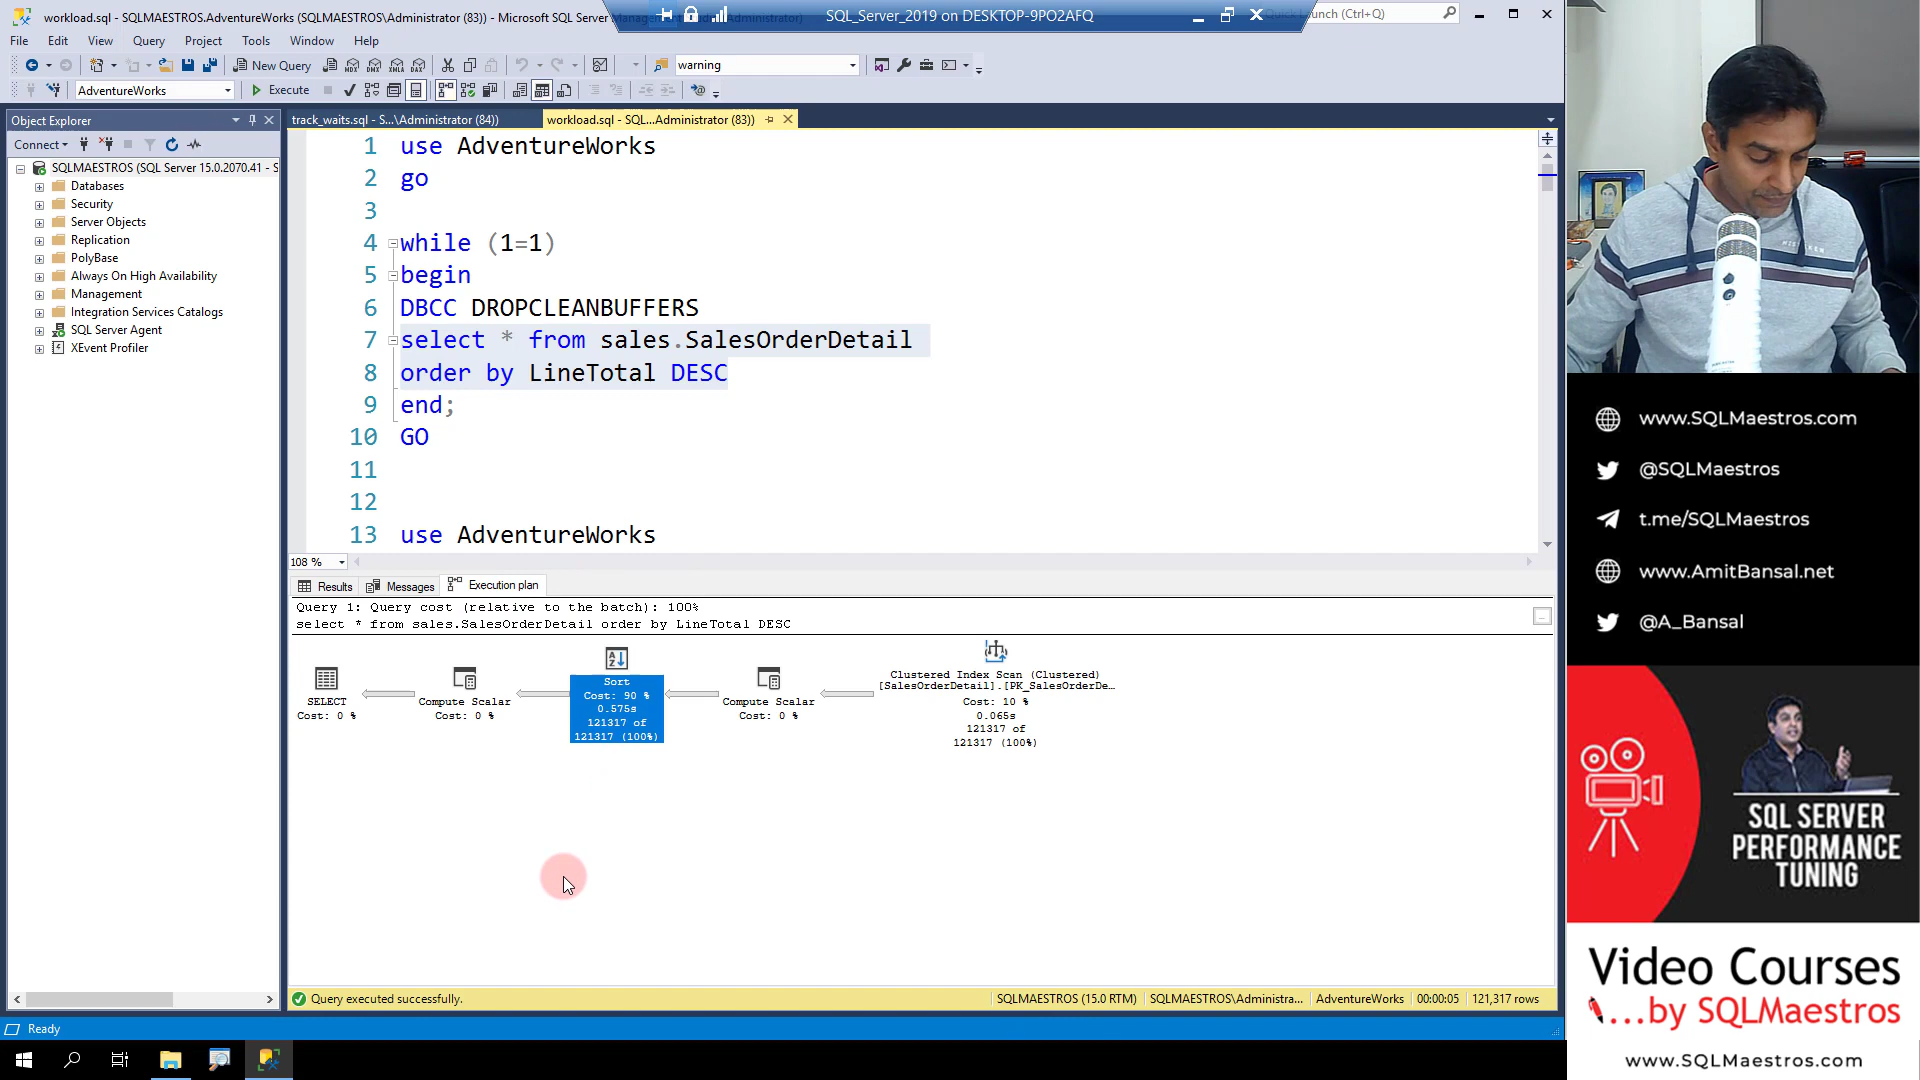 workload.sql - SQLMAESTROS.AdventureWorks (SQLMAESTROS\Administrator (83)) - Microsoft SQL Server
SQL_Server_2019 on DESKTOP-9PO2AFQ
Quick Launch (Ctrl+Q)
File Edit View Query Project Tools Window Help
New Query
MDX DMX XMLA DAX
warning
AdventureWorks
Execute
Object Explorer
Connect
SQLMAESTROS (SQL Server 15.0.2070.41 - S
Databases
Security
Server Objects
Replication
PolyBase
Always On High Availability
Management
Integration Services Catalogs
SQL Server Agent
XEvent Profiler
track_waits.sql - S...\Administrator (84))
workload.sql - SQL...Administrator (83))
1 use AdventureWorks
2 go
3
4 while (1=1)
5 begin
6 DBCC DROPCLEANBUFFERS
7 select * from sales.SalesOrderDetail
8 order by LineTotal DESC
9 end;
10 GO
11
12
13 use AdventureWorks
108 %
Results Messages Execution plan
Query 1: Query cost (relative to the batch): 100%
select * from sales.SalesOrderDetail order by LineTotal DESC
SELECT
Cost: 0 %
Compute Scalar
Cost: 0 %
Sort
Cost: 90 %
0.575s
121317 of
121317 (100%)
Compute Scalar
Cost: 0 %
Clustered Index Scan (Clustered)
[SalesOrderDetail].[PK_SalesOrderDe...
Cost: 10 %
0.065s
121317 of
121317 (100%)
Query executed successfully.
SQLMAESTROS (15.0 RTM) SQLMAESTROS\Administra... AdventureWorks 00:00:05 121,317 rows
Ready
www.SQLMaestros.com
@SQLMaestros
t.me/SQLMaestros
www.AmitBansal.net
@A_Bansal
SQL SERVER
PERFORMANCE
TUNING
Video Courses
...by SQLMaestros
www.SQLMaestros.com